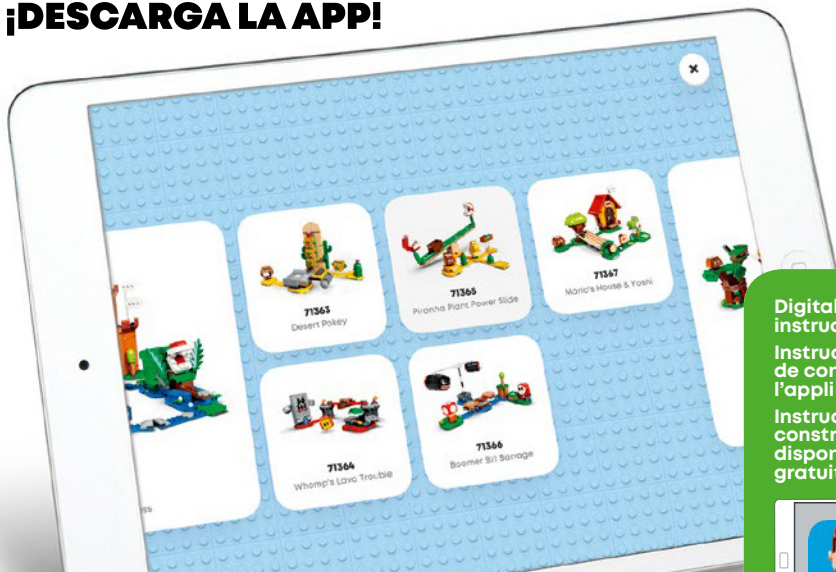 ¡DESCARGA LA APP!
71363
Desert Pokey
71365
Piranha Plant Power Slide
71367
Mario's House & Yoshi
71364
Whomp's Lava Trouble
71366
Boomer Bill Barrage
Digital
instruc
Instruc
de con
l'appli
Instruc
constr
dispon
gratuit